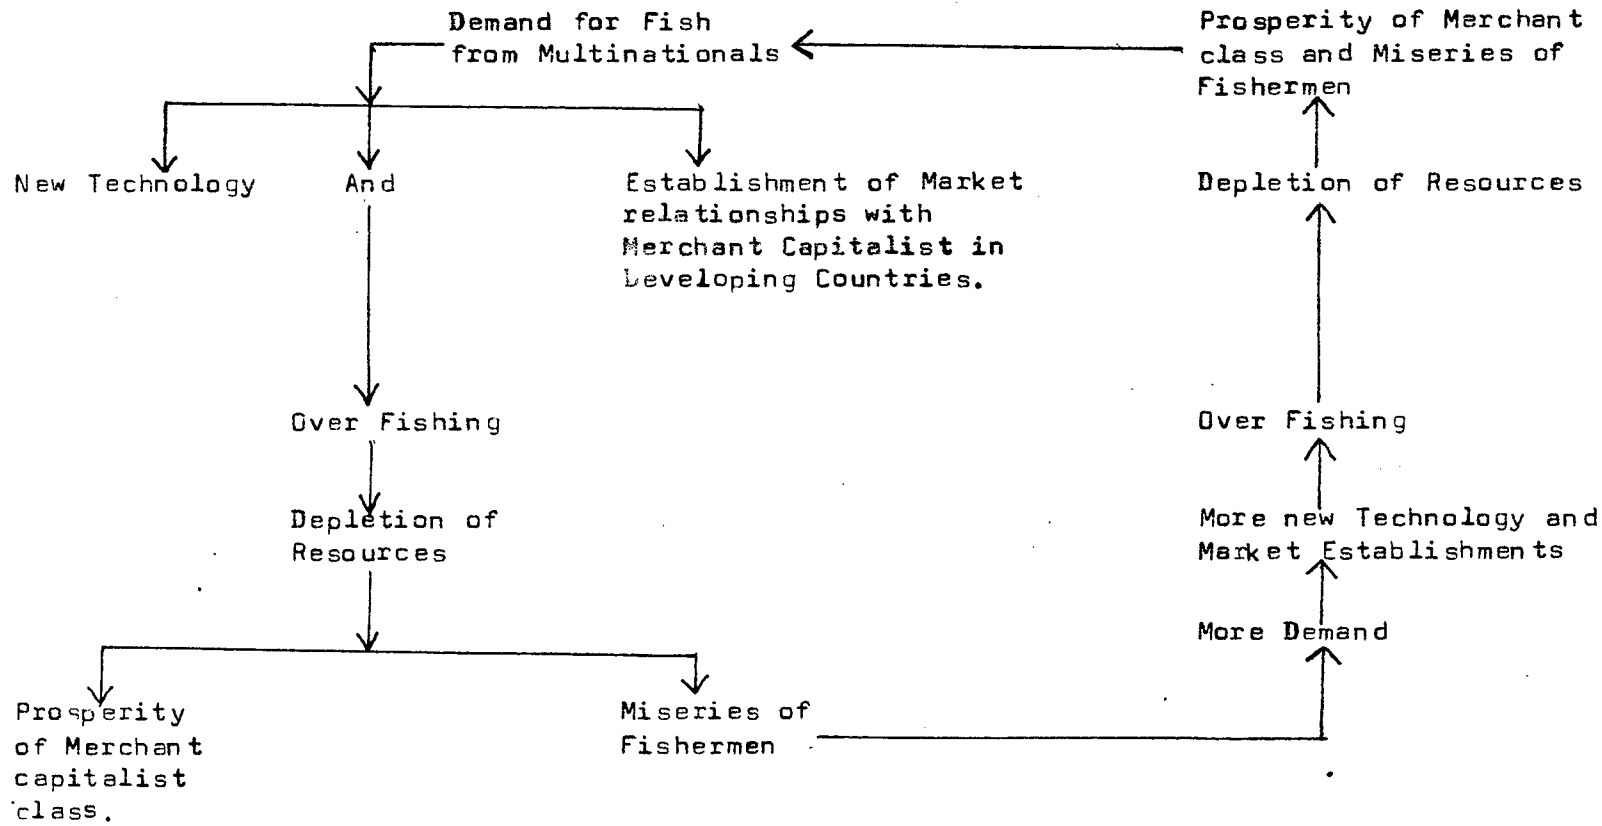 Demand for Fish
from Multinationals
Prosperity of Merchant
class and Miseries of
Fishermen
New Technology
And
Establishment of Market
relationships with
Merchant Capitalist in
Developing Countries.
Depletion of Resources
Over Fishing
Over Fishing
Depletion of
Resources
More new Technology and
Market Establishments
More Demand
Prosperity
of Merchant
capitalist
class.
Miseries of
Fishermen